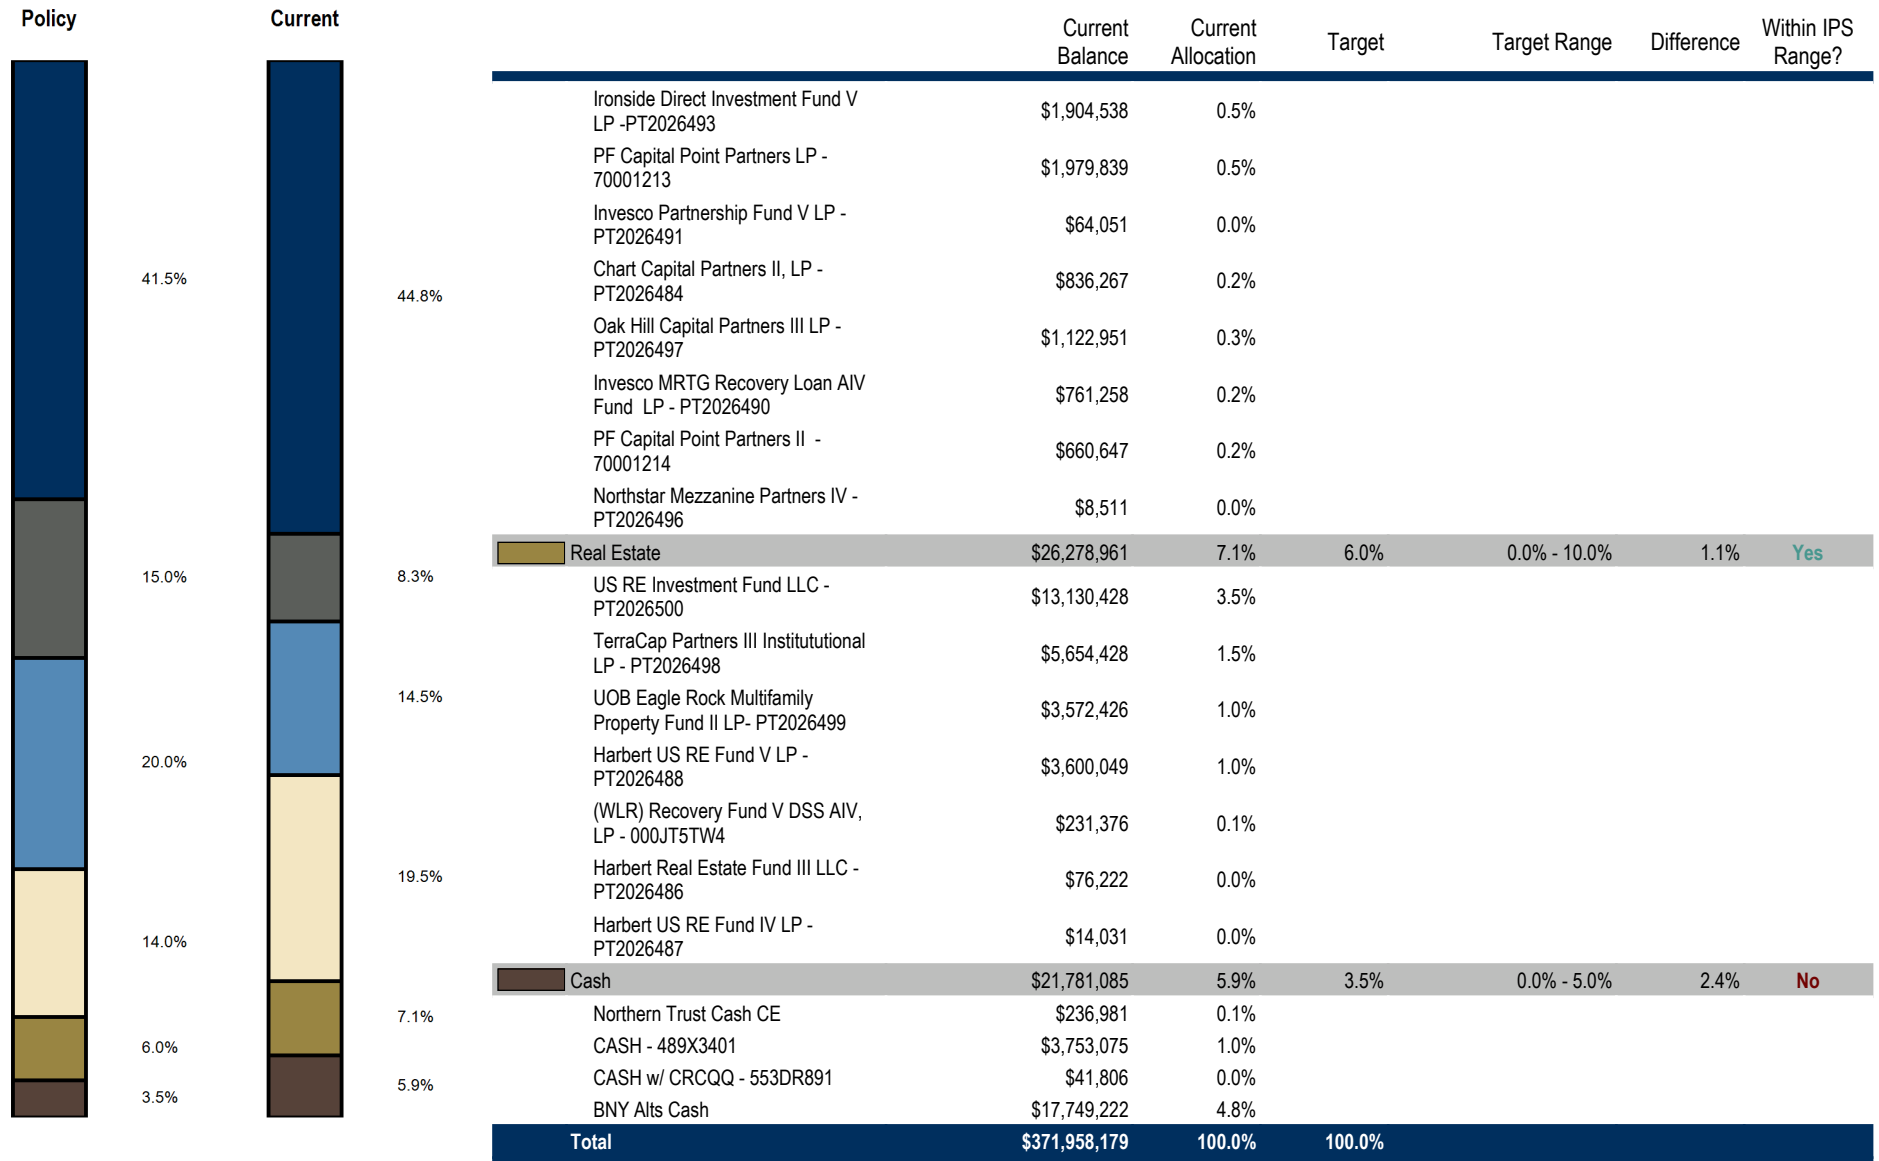 Policy
Current
41.5%
15.0%
20.0%
14.0%
6.0%
3.5%
44.8%
8.3%
14.5%
19.5%
7.1%
5.9%
Current Balance Current Allocation Target Target Range Difference Within IPS Range?
Ironside Direct Investment Fund V
LP -PT2026493 $1,904,538 0.5%
PF Capital Point Partners LP -
70001213 $1,979,839 0.5%
Invesco Partnership Fund V LP -
PT2026491 $64,051 0.0%
Chart Capital Partners II, LP -
PT2026484 $836,267 0.2%
Oak Hill Capital Partners III LP -
PT2026497 $1,122,951 0.3%
Invesco MRTG Recovery Loan AIV
Fund  LP - PT2026490 $761,258 0.2%
PF Capital Point Partners II  -
70001214 $660,647 0.2%
Northstar Mezzanine Partners IV -
PT2026496 $8,511 0.0%
Real Estate $26,278,961 7.1% 6.0% 0.0% - 10.0% 1.1% Yes
US RE Investment Fund LLC -
PT2026500 $13,130,428 3.5%
TerraCap Partners III Institututional
LP - PT2026498 $5,654,428 1.5%
UOB Eagle Rock Multifamily
Property Fund II LP- PT2026499 $3,572,426 1.0%
Harbert US RE Fund V LP -
PT2026488 $3,600,049 1.0%
(WLR) Recovery Fund V DSS AIV,
LP - 000JT5TW4 $231,376 0.1%
Harbert Real Estate Fund III LLC -
PT2026486 $76,222 0.0%
Harbert US RE Fund IV LP -
PT2026487 $14,031 0.0%
Cash $21,781,085 5.9% 3.5% 0.0% - 5.0% 2.4% No
Northern Trust Cash CE $236,981 0.1%
CASH - 489X3401 $3,753,075 1.0%
CASH w/ CRCQQ - 553DR891 $41,806 0.0%
BNY Alts Cash $17,749,222 4.8%
Total $371,958,179 100.0% 100.0%